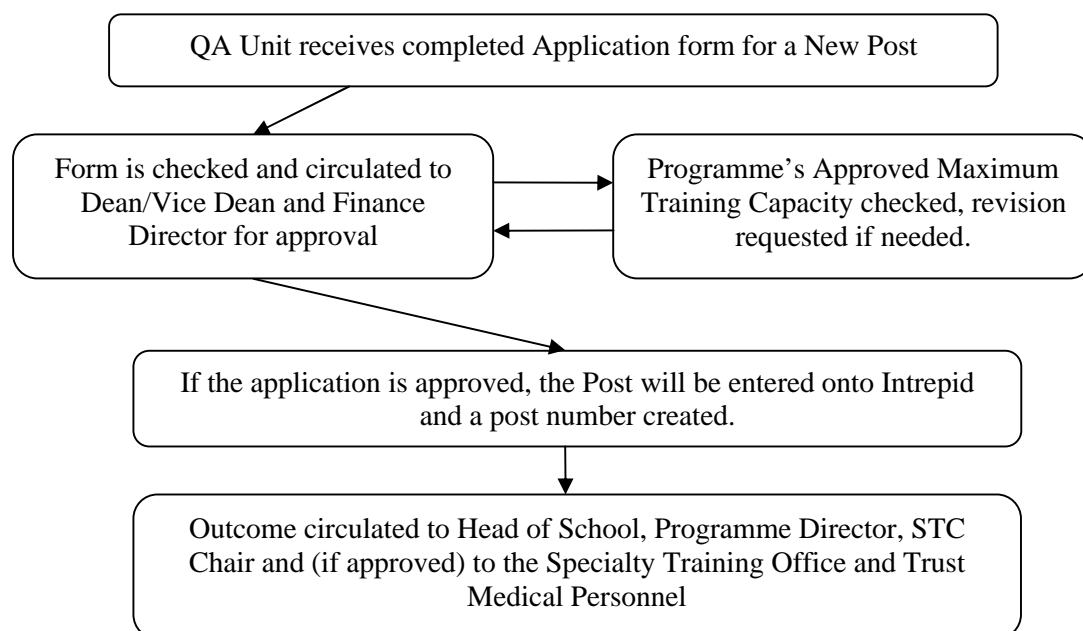 QA Unit receives completed Application form for a New Post
Form is checked and circulated to
Dean/Vice Dean and Finance
Director for approval
Programme’s Approved Maximum
Training Capacity checked, revision
requested if needed.
If the application is approved, the Post will be entered onto Intrepid
and a post number created.
Outcome circulated to Head of School, Programme Director, STC
Chair and (if approved) to the Specialty Training Office and Trust
Medical Personnel